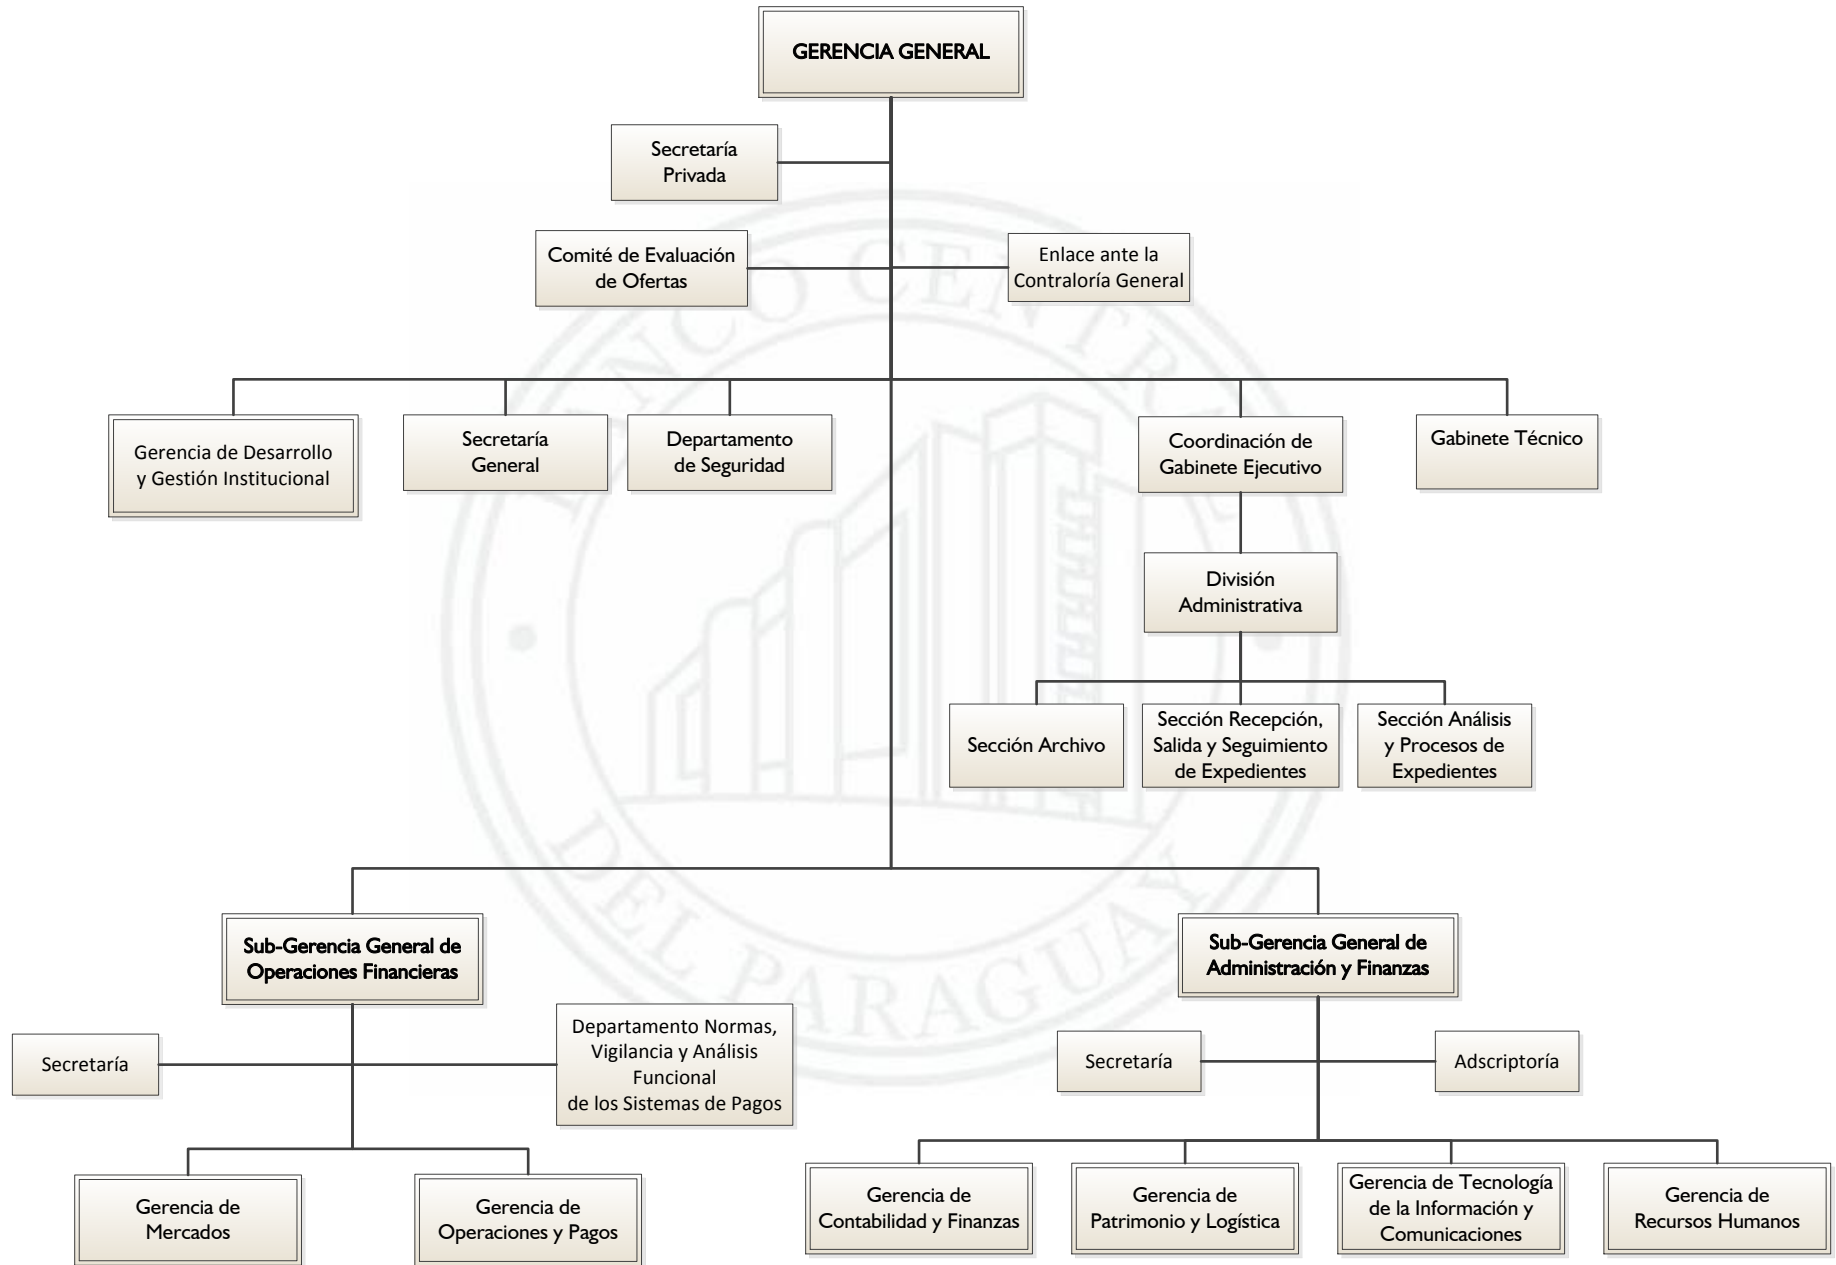 GERENCIA GENERAL
Secretaría
Privada
Comité de Evaluación
de Ofertas
Enlace ante la
Contraloría General
Gerencia de Desarrollo
y Gestión Institucional
Secretaría
General
Departamento
de Seguridad
Coordinación de
Gabinete Ejecutivo
Gabinete Técnico
División
Administrativa
Sección Archivo
Sección Recepción,
Salida y Seguimiento
de Expedientes
Sección Análisis
y Procesos de
Expedientes
Sub-Gerencia General de
Operaciones Financieras
Sub-Gerencia General de
Administración y Finanzas
Secretaría
Departamento Normas,
Vigilancia y Análisis
Funcional
de los Sistemas de Pagos
Secretaría
Adscriptoría
Gerencia de
Mercados
Gerencia de
Operaciones y Pagos
Gerencia de
Contabilidad y Finanzas
Gerencia de
Patrimonio y Logística
Gerencia de Tecnología
de la Información y
Comunicaciones
Gerencia de
Recursos Humanos
BANCO CENTRAL
DEL PARAGUAY